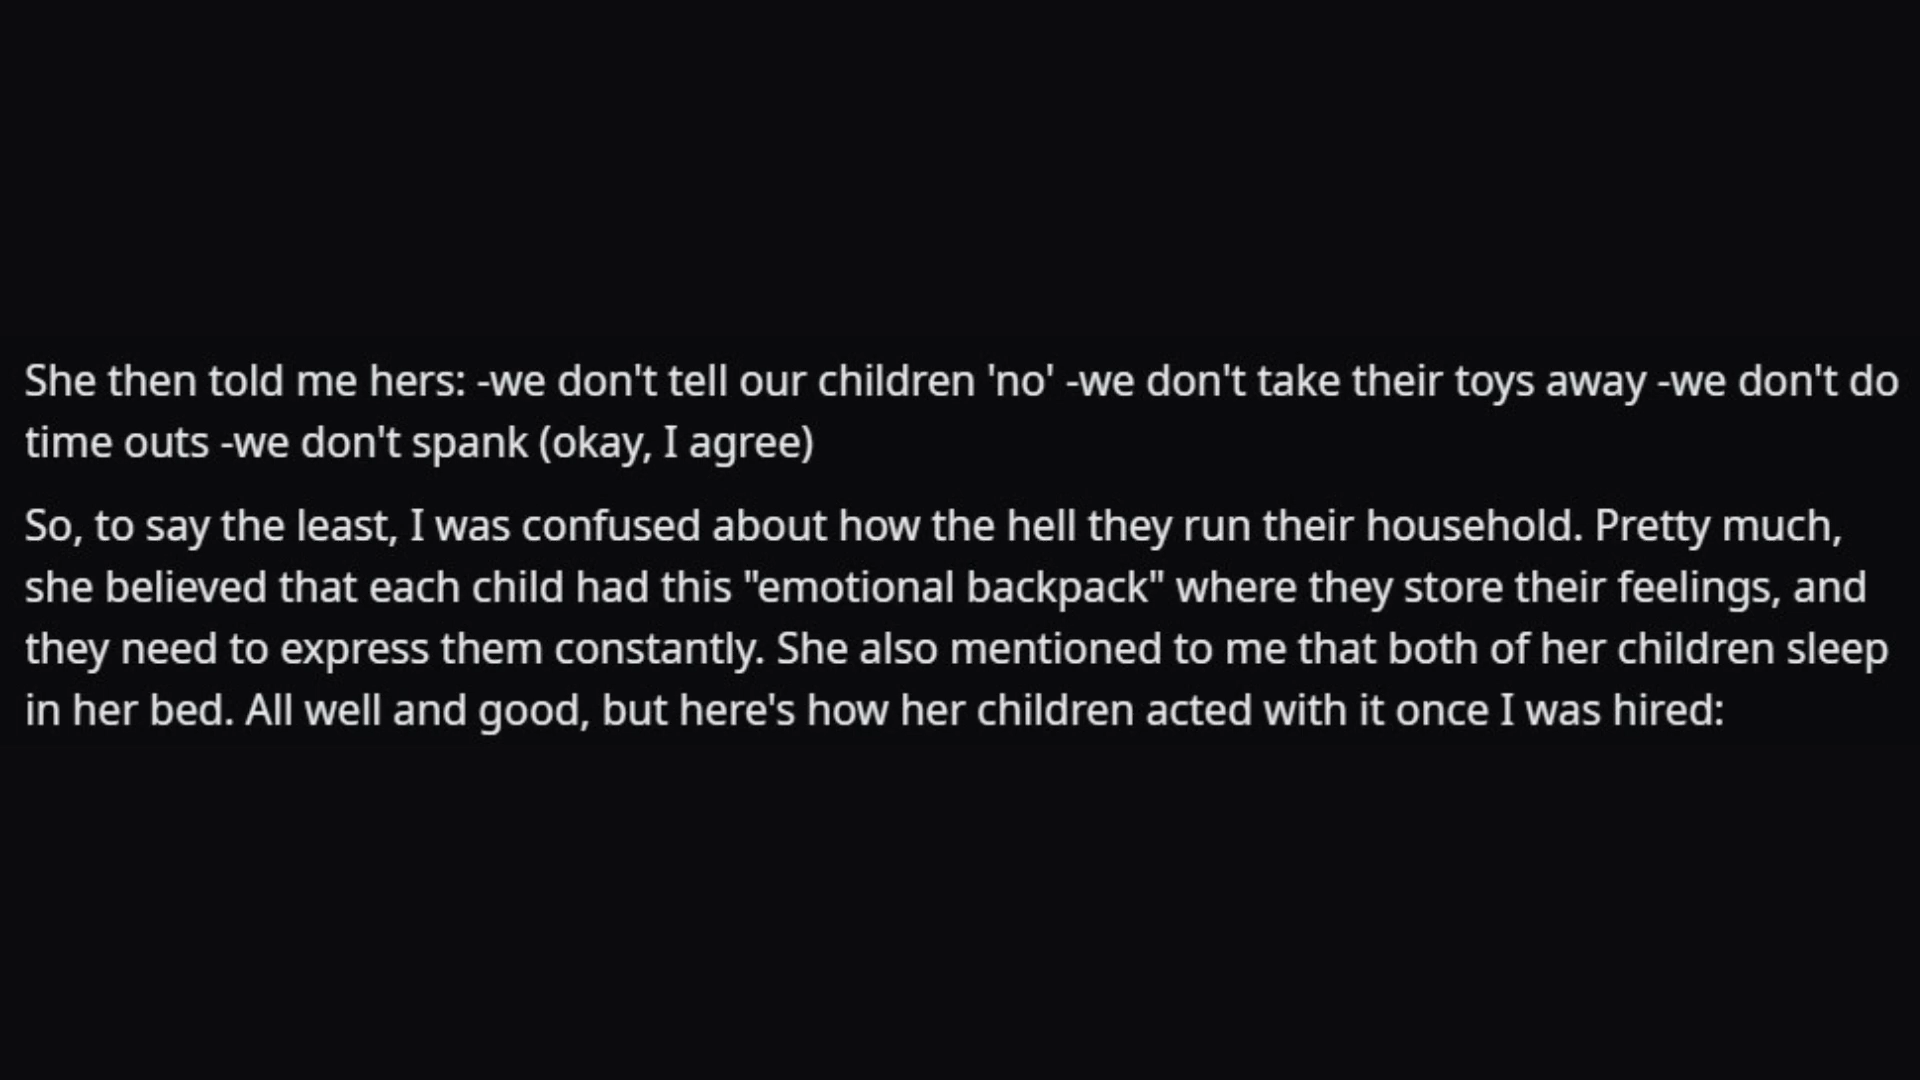 She then told me hers: -we don't tell our children 'no' -we don't take their toys away -we don't do
time outs -we don't spank (okay, I agree)
So, to say the least, I was confused about how the hell they run their household. Pretty much,
she believed that each child had this "emotional backpack" where they store their feelings, and
they need to express them constantly. She also mentioned to me that both of her children sleep
in her bed. All well and good, but here's how her children acted with it once I was hired: